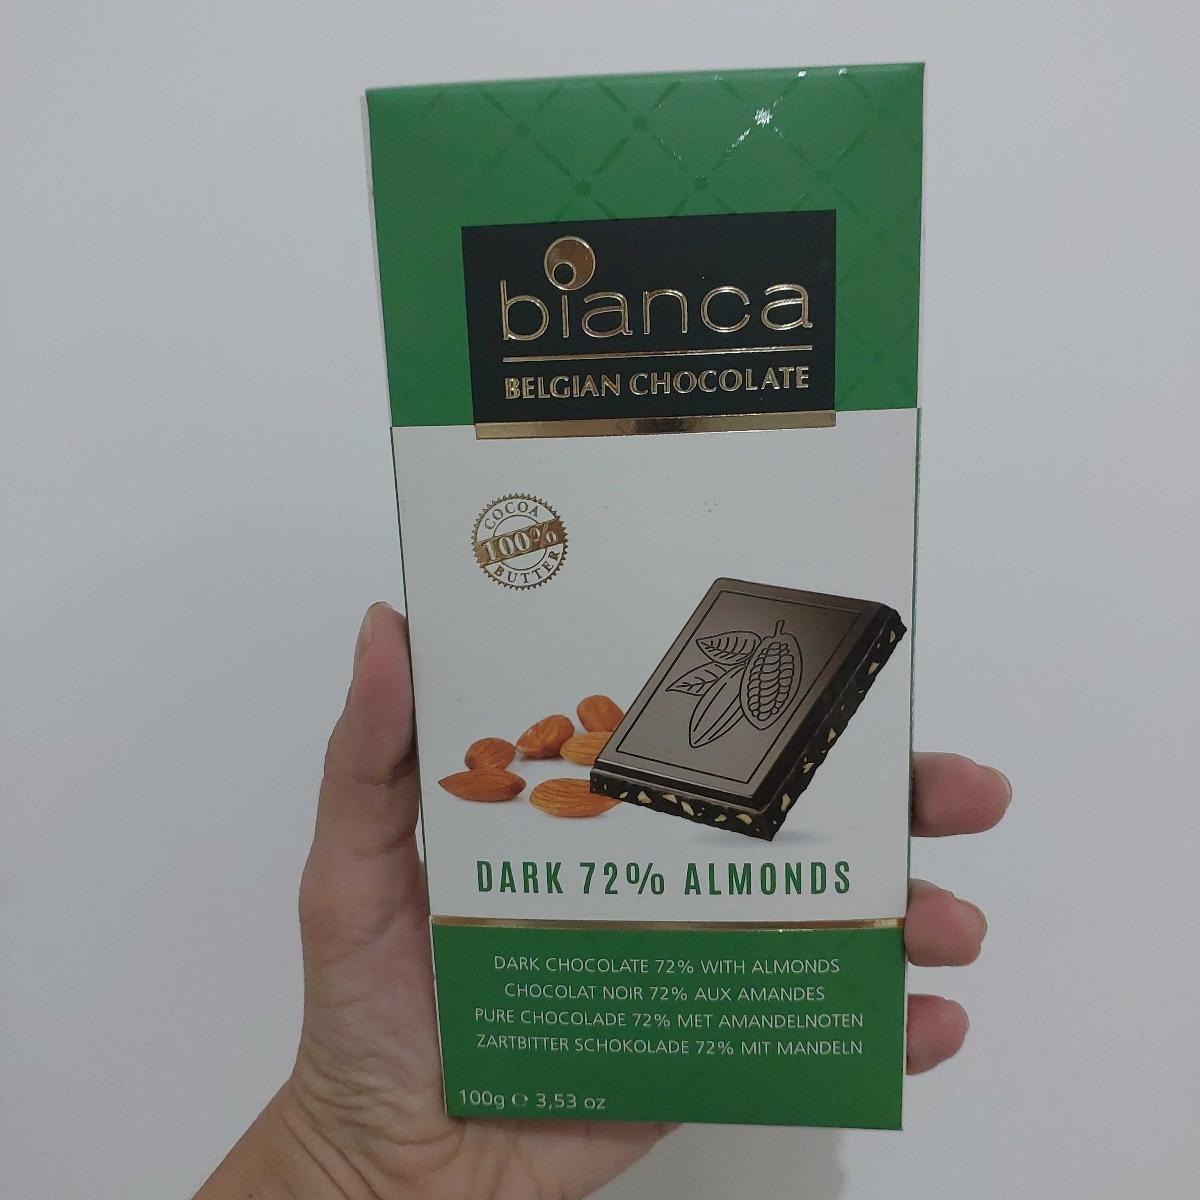 bianca
BELGIAN CHOCOLATE
COCOA
100%
BUTTER
DARK 72% ALMONDS
DARK CHOCOLATE 72% WITH ALMONDS
CHOCOLAT NOIR 72% AUX AMANDES
PURE CHOCOLADE 72% MET AMANDELNOTEN
ZARTBITTER SCHOKOLADE 72% MIT MANDELN
100g ℮ 3,53 oz